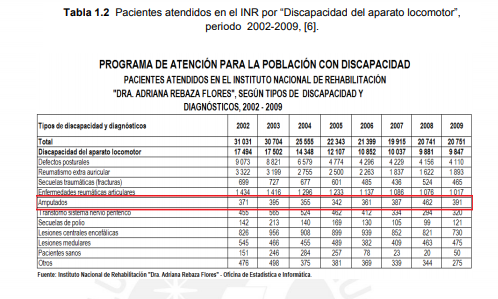 Tabla 1.2 Pacientes atendidos en el INR por “Discapacidad del aparato locomotor”,
periodo 2002-2009, [6].
PROGRAMA DE ATENCIÓN PARA LA POBLACIÓN CON DISCAPACIDAD
PACIENTES ATENDIDOS EN EL INSTITUTO NACIONAL DE REHABILITACIÓN
"DRA. ADRIANA REBAZA FLORES", SEGÚN TIPOS DE DISCAPACIDAD Y
DIAGNÓSTICOS, 2002 - 2009
Tipos de discapacidad y diagnósticos 2002 2003 2004 2005 2006 2007 2008 2009
Total 31 031 30 704 25 555 22 343 21 399 19 915 20 741 20 751
Discapacidad del aparato locomotor 17 494 17 502 14 348 12 107 10 852 10 037 9 881 9 847
Defectos posturales 9 073 8 821 6 579 4 774 4 296 4 229 4 156 4 110
Reumatismo extra auricular 3 322 3 199 2 755 2 500 2 263 1 837 1 622 1 893
Secuelas traumáticas (fracturas) 699 727 677 601 485 436 524 465
Enfermedades reumáticas articulares 1 434 1 416 1 296 1 233 1 137 1 086 1 076 1 017
Amputados 371 395 355 342 361 387 462 391
Transtorno sistema nervio periférico 455 565 524 462 412 334 294 320
Secuelas de polio 142 213 140 169 130 105 99 121
Lesiones centrales encefálicas 826 956 908 899 939 852 821 730
Lesiones medulares 545 466 455 489 382 409 463 475
Pacientes sanos 151 246 284 257 78 23 20 50
Otros 476 498 375 381 369 339 344 275
Fuente: Instituto Nacional de Rehabilitación "Dra. Adriana Rebaza Flores" - Oficina de Estadística e Informática.